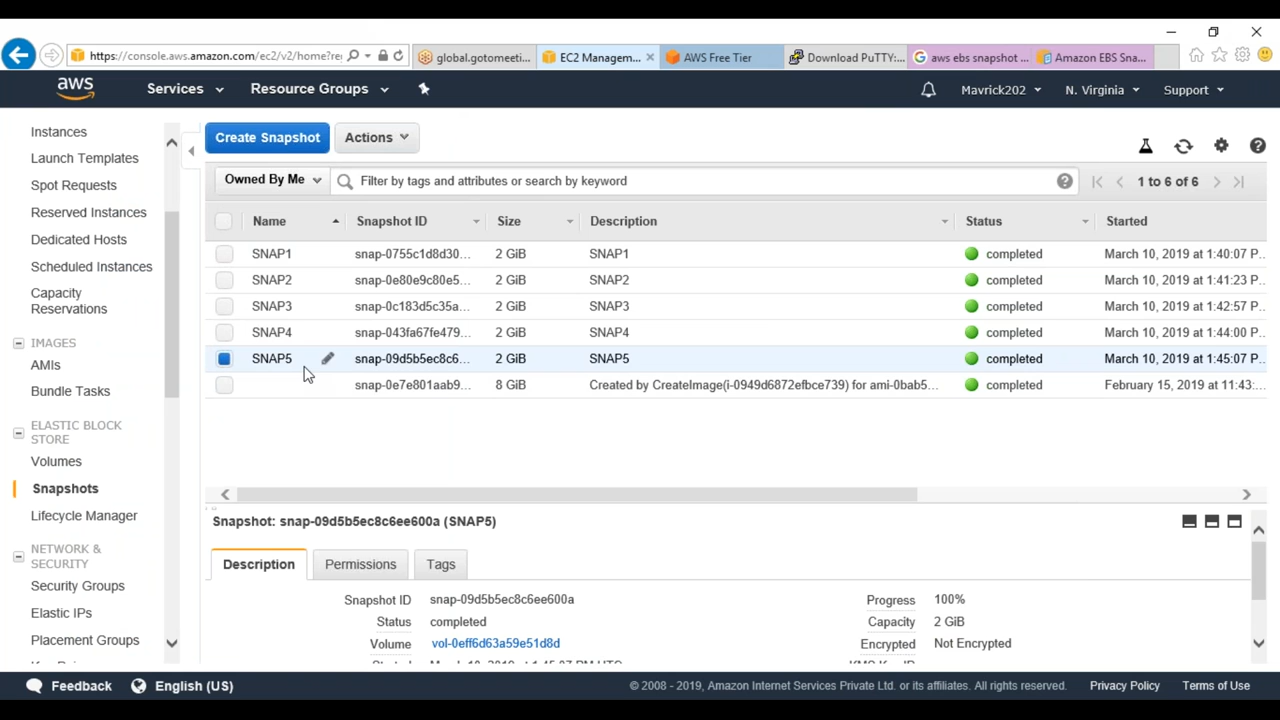 https://console.aws.amazon.com/ec2/v2/home?re
global.gotomeeti...
EC2 Managem...
AWS Free Tier
Download PuTTY:...
aws ebs snapshot ...
Amazon EBS Sna...
aws
Services
Resource Groups
Mavrick202
N. Virginia
Support
Instances
Launch Templates
Spot Requests
Reserved Instances
Dedicated Hosts
Scheduled Instances
Capacity
Reservations
IMAGES
AMIs
Bundle Tasks
ELASTIC BLOCK
STORE
Volumes
Snapshots
Lifecycle Manager
NETWORK &
SECURITY
Security Groups
Elastic IPs
Placement Groups
Create Snapshot
Actions
Owned By Me
Filter by tags and attributes or search by keyword
1 to 6 of 6
Name Snapshot ID Size Description Status Started
SNAP1 snap-0755c1d8d30... 2 GiB SNAP1 completed March 10, 2019 at 1:40:07 P..
SNAP2 snap-0e80e9c80e5... 2 GiB SNAP2 completed March 10, 2019 at 1:41:23 P..
SNAP3 snap-0c183d5c35a... 2 GiB SNAP3 completed March 10, 2019 at 1:42:57 P..
SNAP4 snap-043fa67fe479... 2 GiB SNAP4 completed March 10, 2019 at 1:44:00 P..
SNAP5 snap-09d5b5ec8c6... 2 GiB SNAP5 completed March 10, 2019 at 1:45:07 P..
snap-0e7e801aab9... 8 GiB Created by CreateImage(i-0949d6872efbce739) for ami-0bab5... completed February 15, 2019 at 11:43:...
Snapshot: snap-09d5b5ec8c6ee600a (SNAP5)
Description
Permissions
Tags
Snapshot ID snap-09d5b5ec8c6ee600a
Progress 100%
Status completed
Capacity 2 GiB
Volume vol-0eff6d63a59e51d8d
Encrypted Not Encrypted
Feedback
English (US)
© 2008 - 2019, Amazon Internet Services Private Ltd. or its affiliates. All rights reserved.
Privacy Policy
Terms of Use